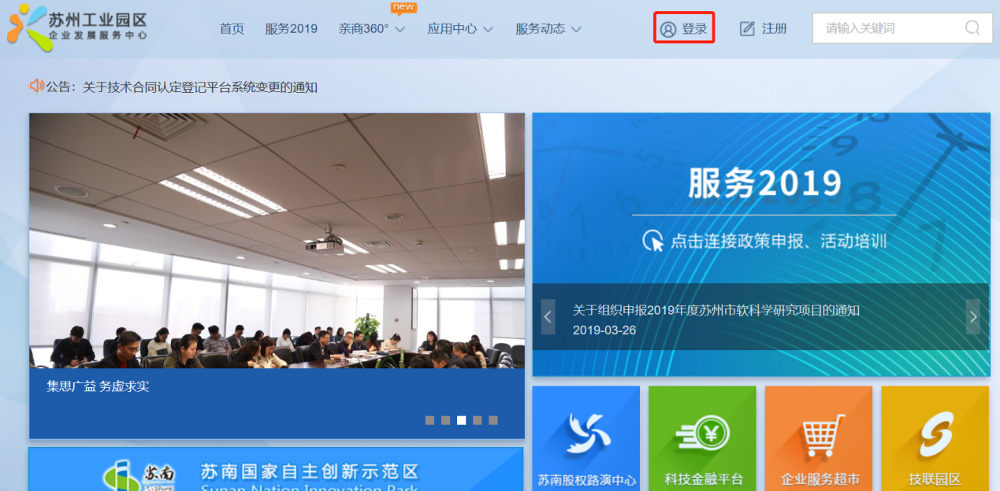 苏州工业园区
企业发展服务中心
首页
服务2019
亲商360°
new
应用中心
服务动态
登录
注册
请输入关键词
公告：关于技术合同认定登记平台系统变更的通知
集思广益 务虚求实
服务2019
点击连接政策申报、活动培训
关于组织申报2019年度苏州市软科学研究项目的通知
2019-03-26
苏南股权路演中心
科技金融平台
企业服务超市
技联园区
苏南
苏南国家自主创新示范区
Sunan Nation Innovation Park